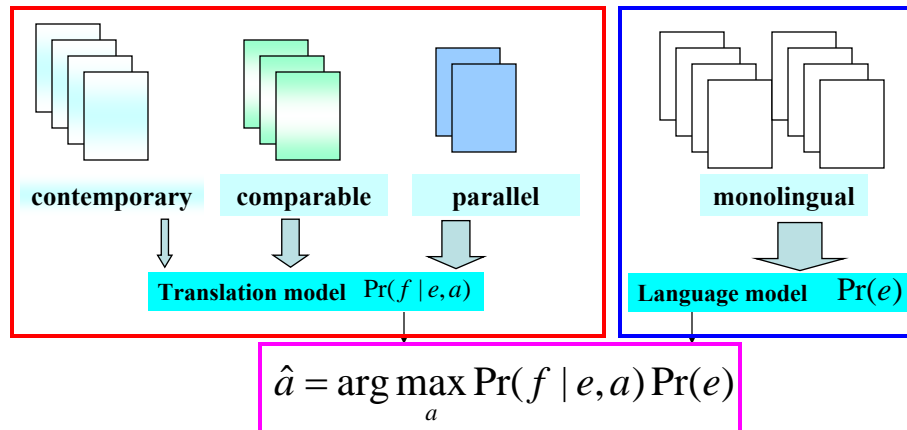 contemporary comparable parallel monolingual
Translation model Pr(f | e, a) Language model Pr(e)
â = arg max Pr(f | e, a) Pr(e)
a